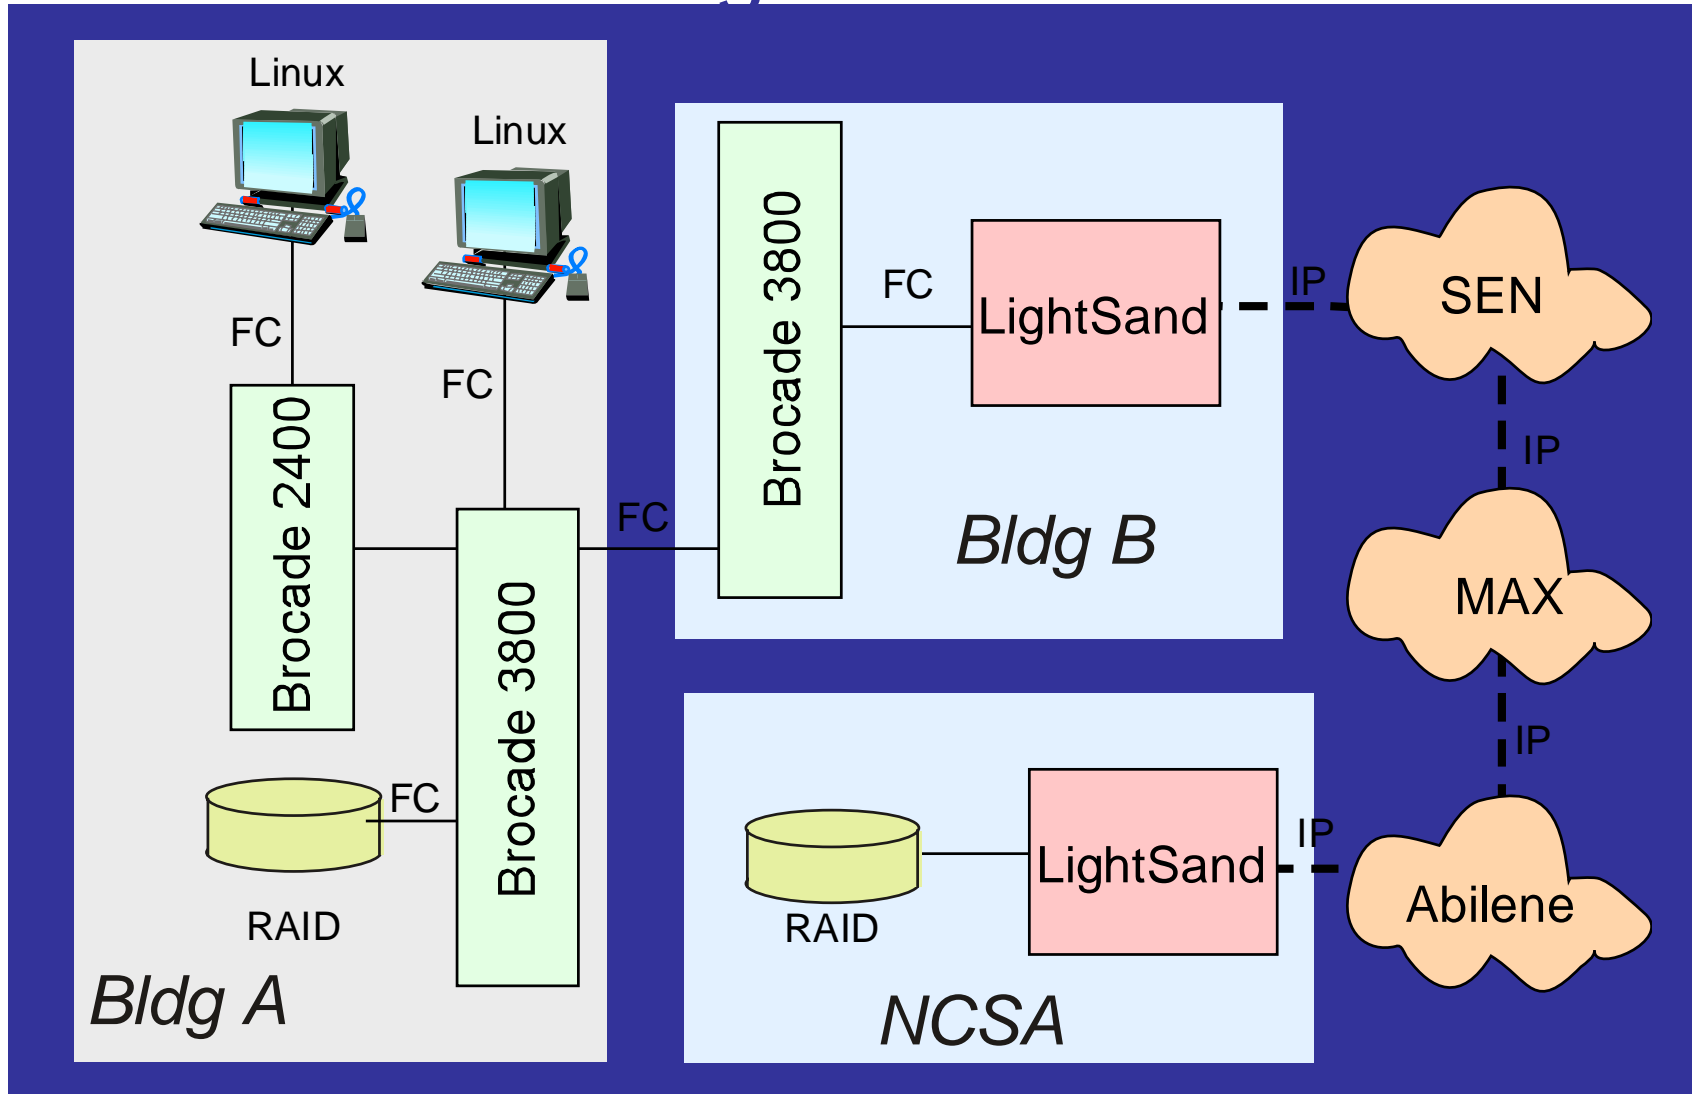 Linux
Linux
FC
FC
Brocade 2400
Brocade 3800
FC
RAID
Bldg A
FC
Brocade 3800
FC
LightSand
Bldg B
IP
SEN
IP
MAX
IP
Abilene
IP
LightSand
RAID
NCSA